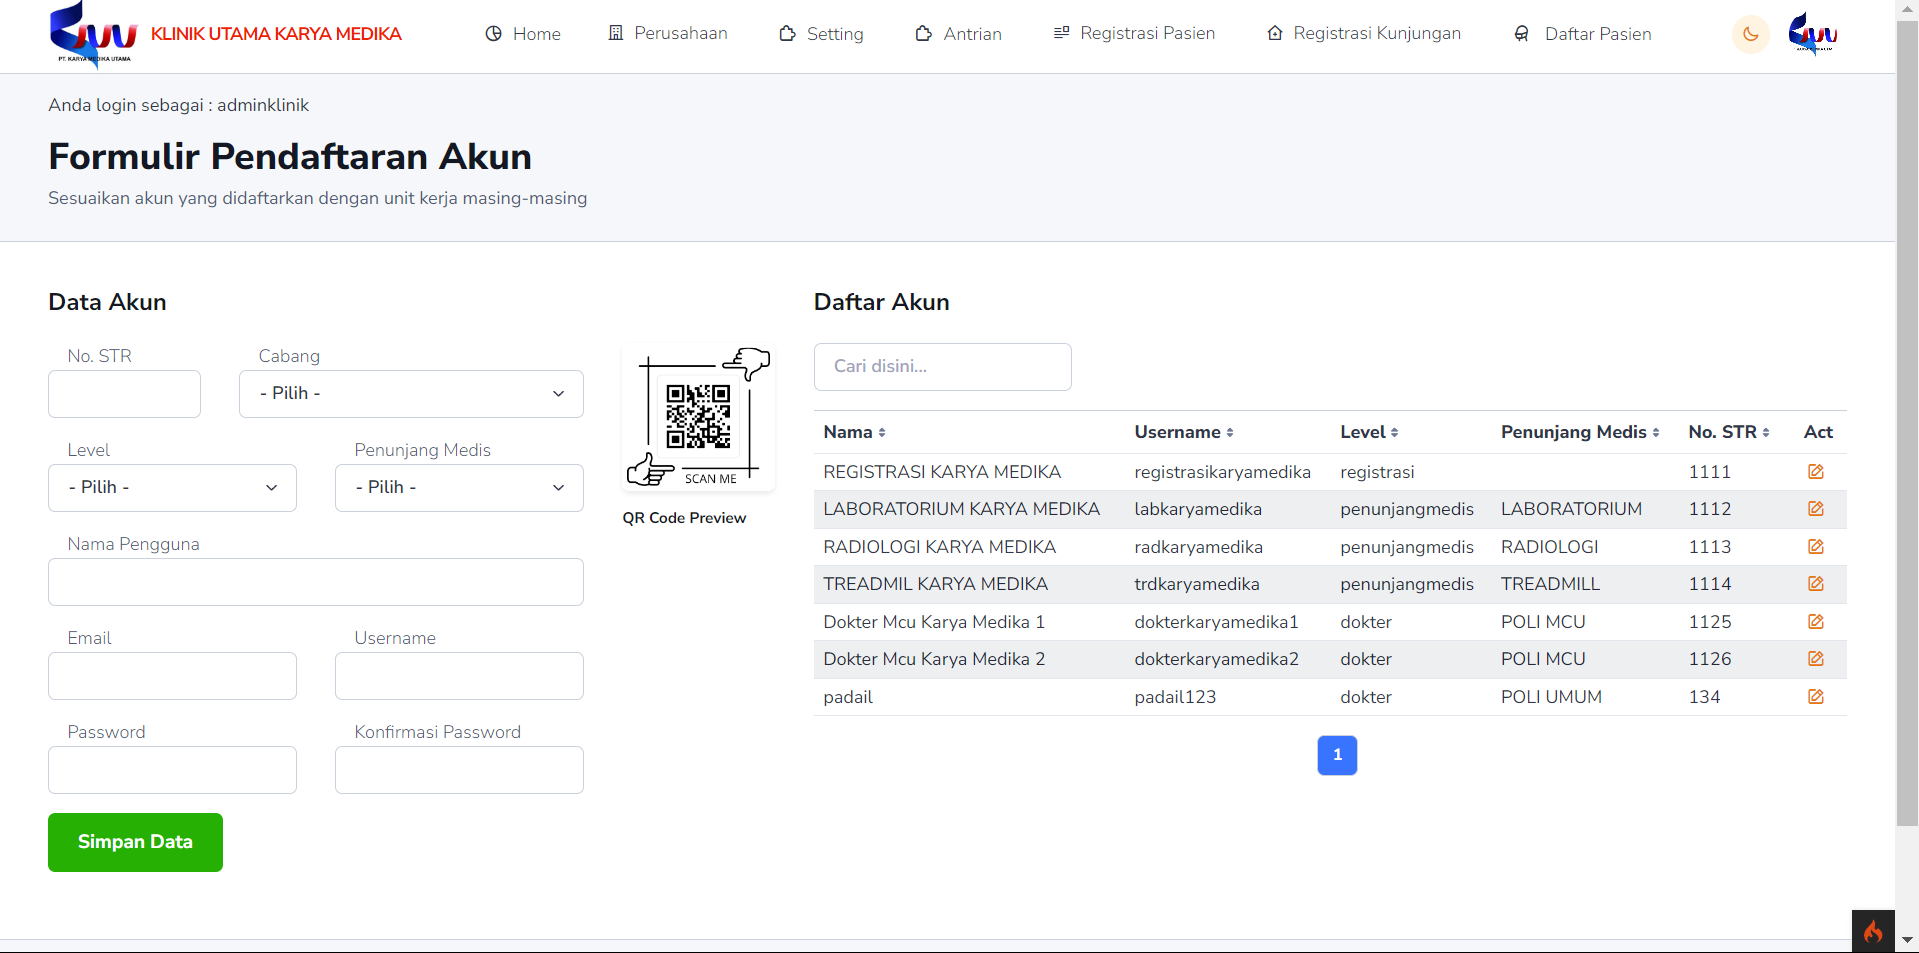 PT. KARYA MEDIKA UTAMA
KLINIK UTAMA KARYA MEDIKA
Home
Perusahaan
Setting
Antrian
Registrasi Pasien
Registrasi Kunjungan
Daftar Pasien
Anda login sebagai : adminklinik
Formulir Pendaftaran Akun
Sesuaikan akun yang didaftarkan dengan unit kerja masing-masing
Data Akun
No. STR
Cabang
- Pilih -
Level
Penunjang Medis
- Pilih -
- Pilih -
Nama Pengguna
Email
Username
Password
Konfirmasi Password
Simpan Data
SCAN ME
QR Code Preview
Daftar Akun
Cari disini...
Nama Username Level Penunjang Medis No. STR Act
REGISTRASI KARYA MEDIKA registrasikaryamedika registrasi 1111
LABORATORIUM KARYA MEDIKA labkaryamedika penunjangmedis LABORATORIUM 1112
RADIOLOGI KARYA MEDIKA radkaryamedika penunjangmedis RADIOLOGI 1113
TREADMIL KARYA MEDIKA trdkaryamedika penunjangmedis TREADMILL 1114
Dokter Mcu Karya Medika 1 dokterkaryamedika1 dokter POLI MCU 1125
Dokter Mcu Karya Medika 2 dokterkaryamedika2 dokter POLI MCU 1126
padail padail123 dokter POLI UMUM 134
1